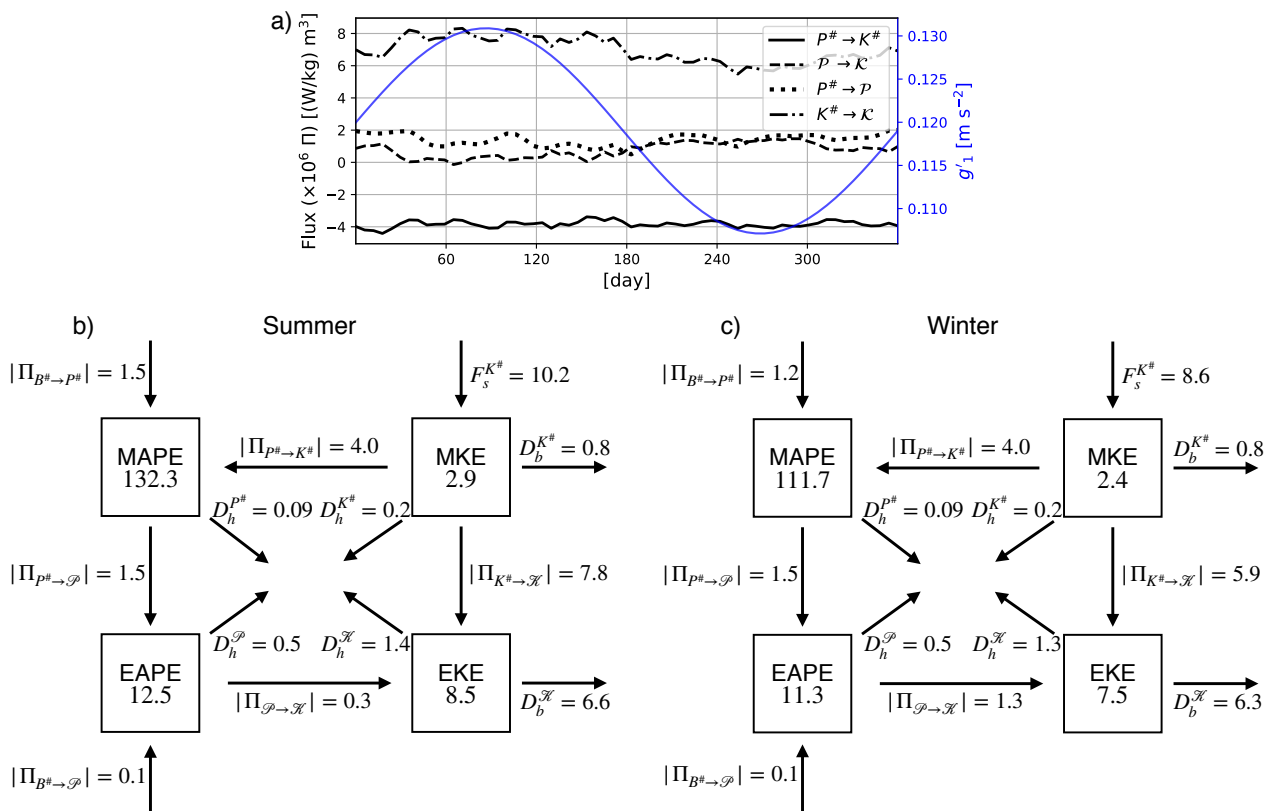 a)
Flux (×10⁶ Π) [(W/kg) m³]
8
6
4
2
0
−2
−4
P# → K#
𝒫 → 𝒦
P# → 𝒫
K# → 𝒦
0.130
0.125
0.120
0.115
0.110
g′₁ [m s⁻²]
60 120 180 240 300
[day]
b) Summer
|Π_{B#→P#}| = 1.5
F_s^{K#} = 10.2
MAPE
132.3
|Π_{P#→K#}| = 4.0
MKE
2.9
D_b^{K#} = 0.8
D_h^{P#} = 0.09 D_h^{K#} = 0.2
|Π_{P#→𝒫}| = 1.5
|Π_{K#→𝒦}| = 7.8
D_h^{𝒫} = 0.5 D_h^{𝒦} = 1.4
EAPE
12.5
|Π_{𝒫→𝒦}| = 0.3
EKE
8.5
D_b^{𝒦} = 6.6
|Π_{B#→𝒫}| = 0.1
c) Winter
|Π_{B#→P#}| = 1.2
F_s^{K#} = 8.6
MAPE
111.7
|Π_{P#→K#}| = 4.0
MKE
2.4
D_b^{K#} = 0.8
D_h^{P#} = 0.09 D_h^{K#} = 0.2
|Π_{P#→𝒫}| = 1.5
|Π_{K#→𝒦}| = 5.9
D_h^{𝒫} = 0.5 D_h^{𝒦} = 1.3
EAPE
11.3
|Π_{𝒫→𝒦}| = 1.3
EKE
7.5
D_b^{𝒦} = 6.3
|Π_{B#→𝒫}| = 0.1